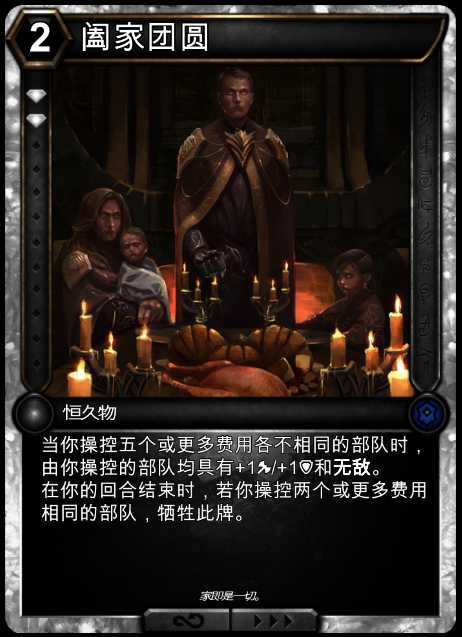 2
阖家团圆
恒久物
当你操控五个或更多费用各不相同的部队时，
由你操控的部队均具有+1/+1和无敌。
在你的回合结束时，若你操控两个或更多费用
相同的部队，牺牲此牌。
家即是一切。